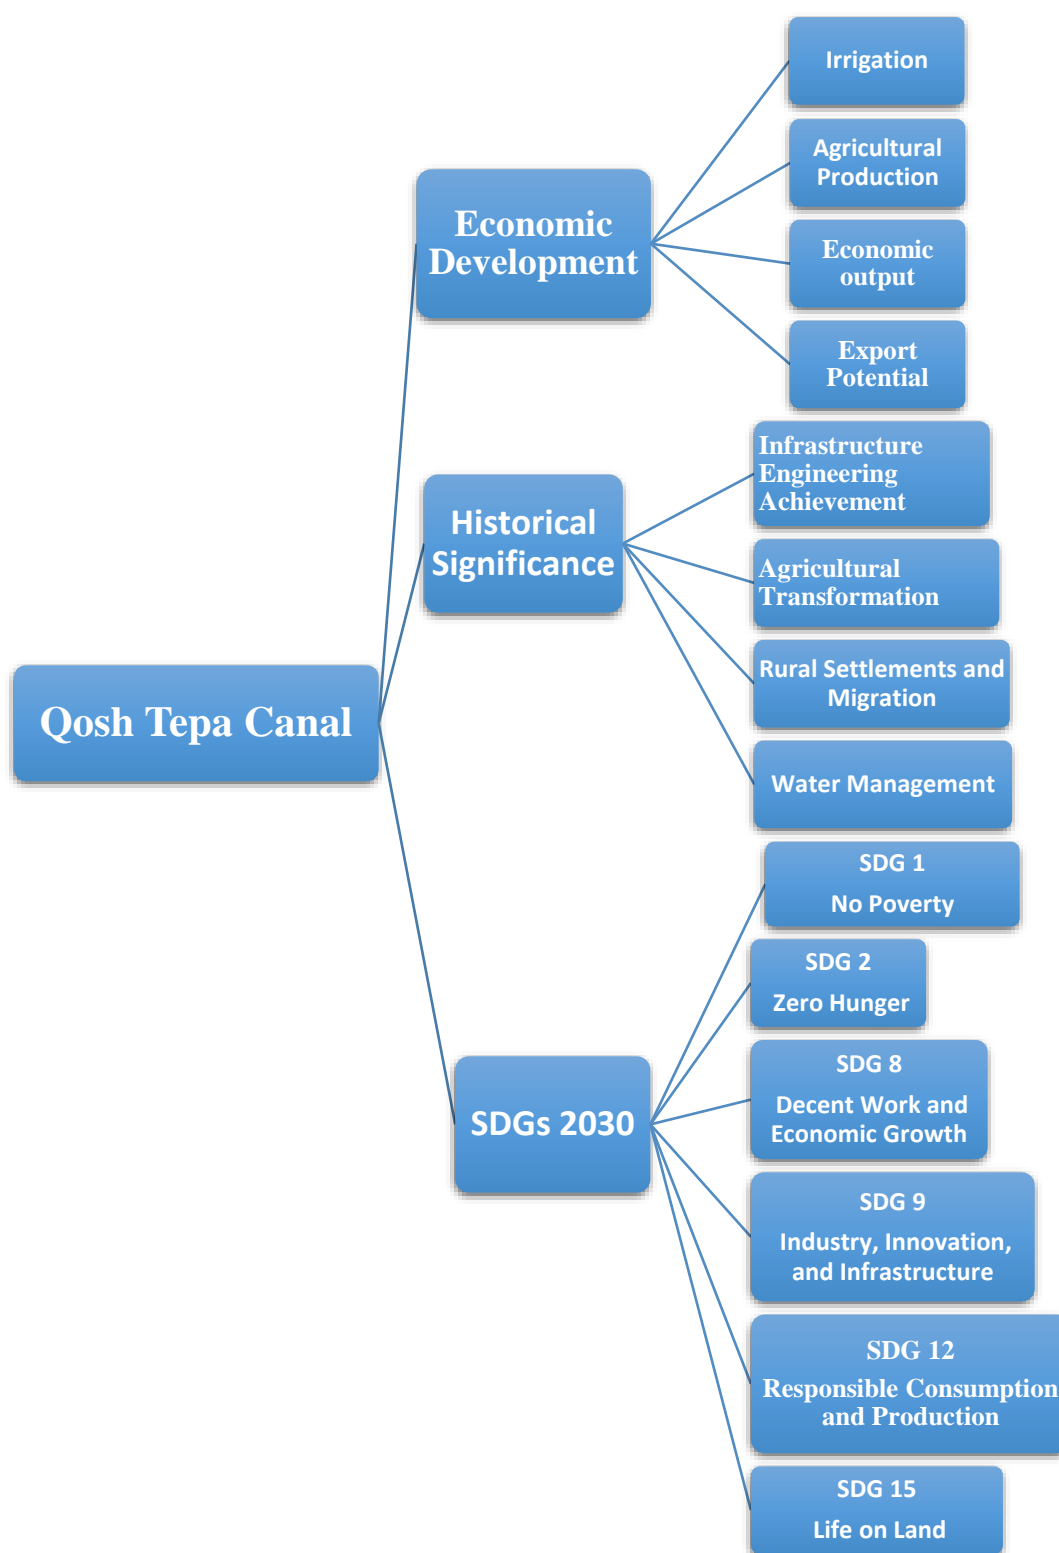 Qosh Tepa Canal
Economic
Development
Irrigation
Agricultural
Production
Economic
output
Export
Potential
Historical
Significance
Infrastructure
Engineering
Achievement
Agricultural
Transformation
Rural Settlements and
Migration
Water Management
SDGs 2030
SDG 1
No Poverty
SDG 2
Zero Hunger
SDG 8
Decent Work and
Economic Growth
SDG 9
Industry, Innovation,
and Infrastructure
SDG 12
Responsible Consumption
and Production
SDG 15
Life on Land